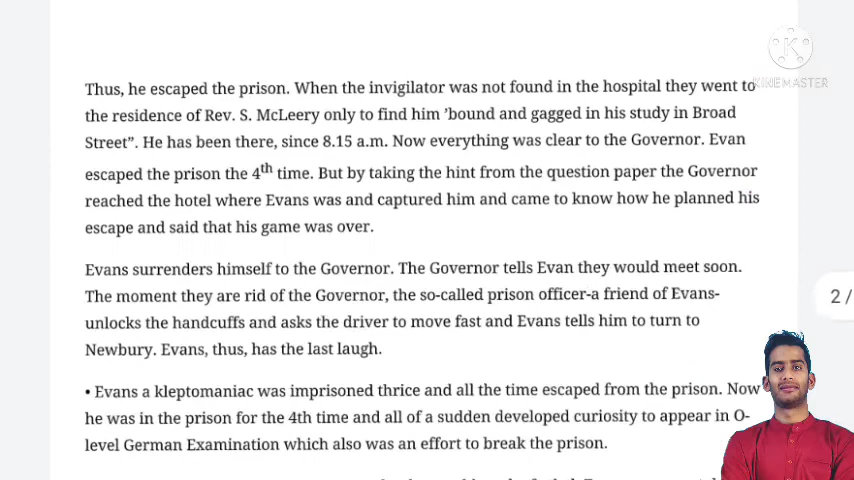 KINEMASTER
Thus, he escaped the prison. When the invigilator was not found in the hospital they went to
the residence of Rev. S. McLeery only to find him ’bound and gagged in his study in Broad
Street”. He has been there, since 8.15 a.m. Now everything was clear to the Governor. Evan
escaped the prison the 4th time. But by taking the hint from the question paper the Governor
reached the hotel where Evans was and captured him and came to know how he planned his
escape and said that his game was over.
Evans surrenders himself to the Governor. The Governor tells Evan they would meet soon.
The moment they are rid of the Governor, the so-called prison officer-a friend of Evans-
unlocks the handcuffs and asks the driver to move fast and Evans tells him to turn to
Newbury. Evans, thus, has the last laugh.
2/
• Evans a kleptomaniac was imprisoned thrice and all the time escaped from the prison. Now
he was in the prison for the 4th time and all of a sudden developed curiosity to appear in O-
level German Examination which also was an effort to break the prison.